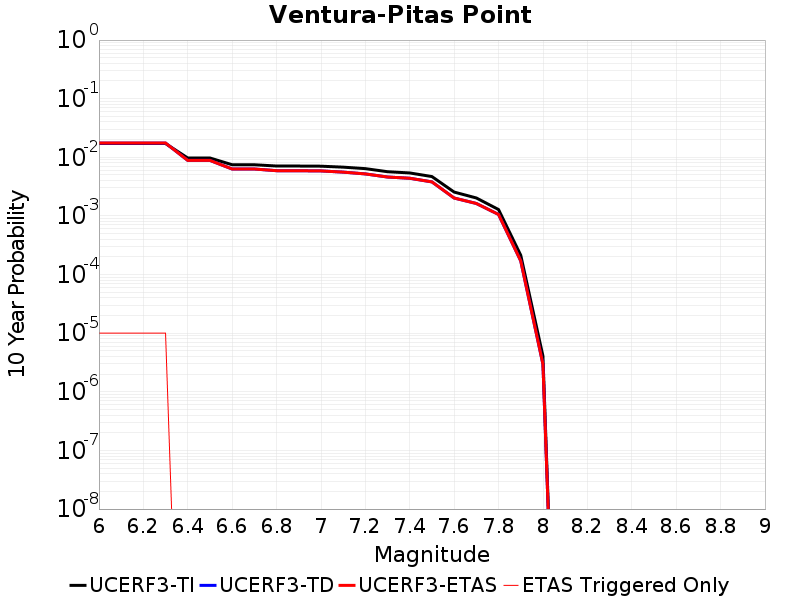 Ventura-Pitas Point
10^0
10^-1
10^-2
10^-3
10^-4
10^-5
10^-6
10^-7
10^-8
10 Year Probability
6 6.2 6.4 6.6 6.8 7 7.2 7.4 7.6 7.8 8 8.2 8.4 8.6 8.8 9
Magnitude
UCERF3-TI UCERF3-TD UCERF3-ETAS ETAS Triggered Only